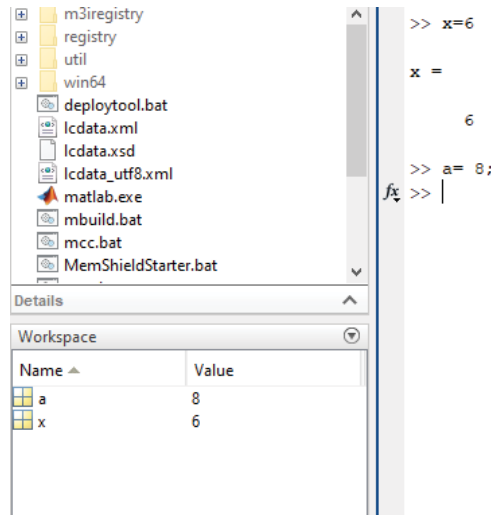 m3iregistry
registry
util
win64
deploytool.bat
lcdata.xml
lcdata.xsd
lcdata_utf8.xml
matlab.exe
mbuild.bat
mcc.bat
MemShieldStarter.bat
Details
Workspace
Name Value
a 8
x 6
>> x=6
x =
6
>> a= 8;
fx >>